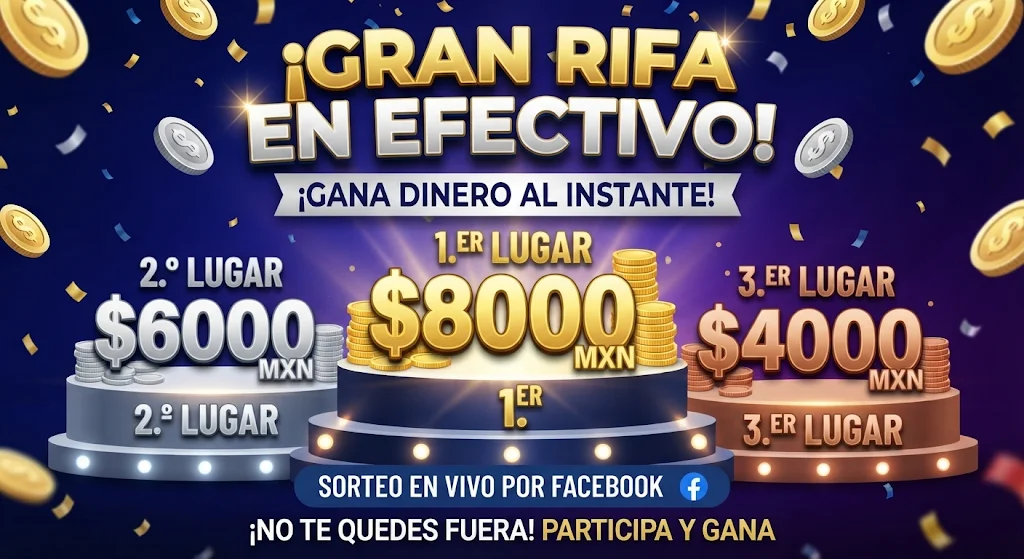 ¡GRAN RIFA
EN EFECTIVO!
¡GANA DINERO AL INSTANTE!
1.ER LUGAR
$8000
MXN
1.ER
2.º LUGAR
$6000
MXN
2.º LUGAR
3.ER LUGAR
$4000
MXN
3.ER LUGAR
SORTEO EN VIVO POR FACEBOOK f
¡NO TE QUEDES FUERA! PARTICIPA Y GANA